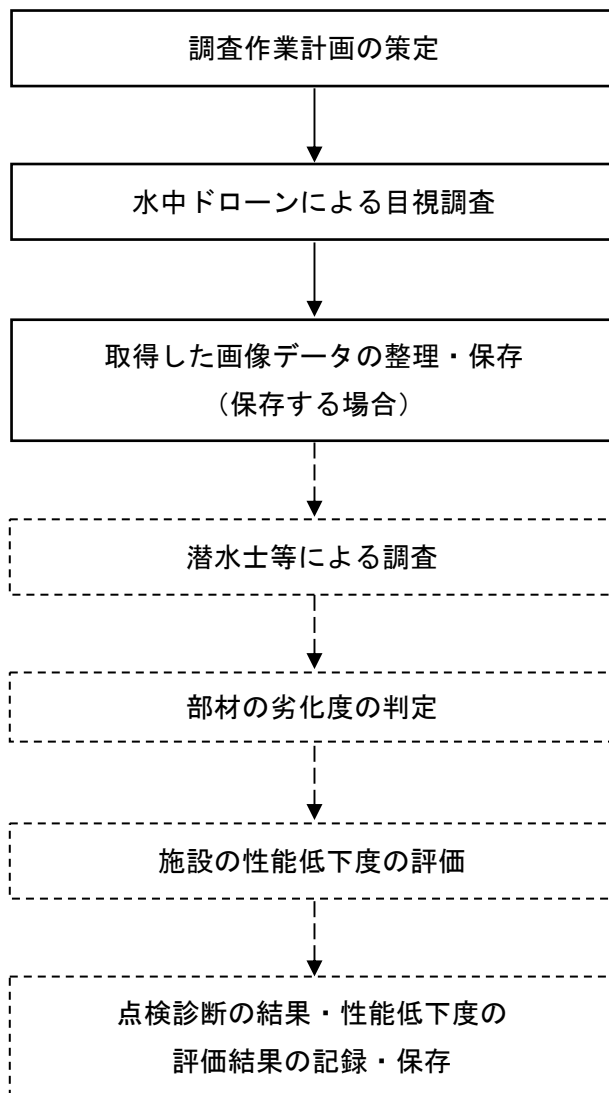 調査作業計画の策定
水中ドローンによる目視調査
取得した画像データの整理・保存
（保存する場合）
潜水士等による調査
部材の劣化度の判定
施設の性能低下度の評価
点検診断の結果・性能低下度の
評価結果の記録・保存